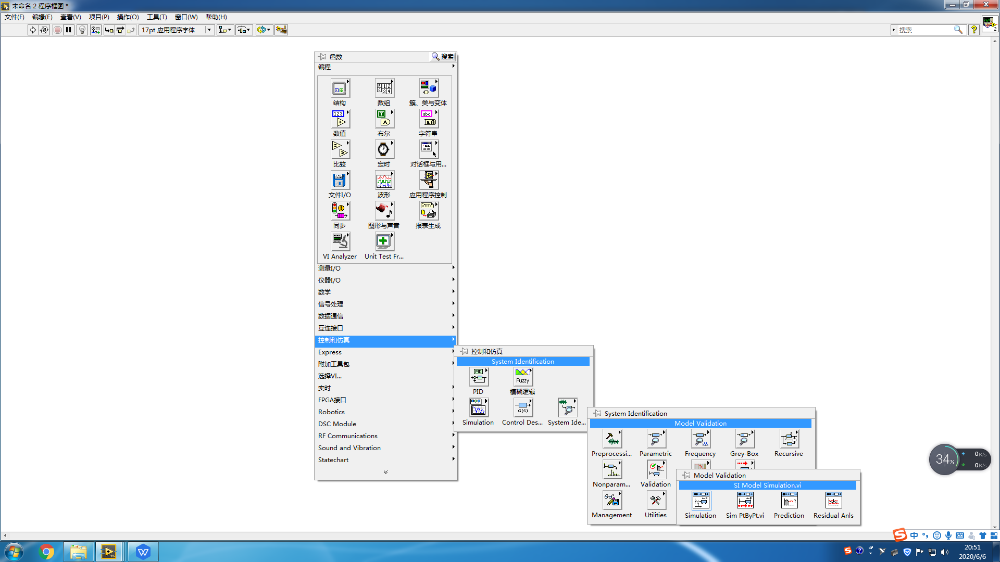 未命名 2 程序框图 *
文件(F) 编辑(E) 查看(V) 项目(P) 操作(O) 工具(T) 窗口(W) 帮助(H)
17pt 应用程序字体
搜索
函数 搜索
编程
结构 数组 簇、类与变体
数值 布尔 字符串
比较 定时 对话框与用...
文件I/O 波形 应用程序控制
同步 图形与声音 报表生成
VI Analyzer Unit Test Fr...
测量I/O
仪器I/O
数学
信号处理
数据通信
互连接口
控制和仿真
Express
附加工具包
选择VI...
实时
FPGA接口
Robotics
DSC Module
RF Communications
Sound and Vibration
Statechart
控制和仿真
System Identification
PID
Fuzzy
PID 模糊逻辑
G(S)
Simulation Control Des... System Ide...
System Identification
Model Validation
Preprocessi... Parametric Frequency Grey-Box Recursive
Nonparam... Validation
Management Utilities
Model Validation
SI Model Simulation.vi
Simulation Sim PtByPt.vi Prediction Residual Anls
34%
0K/s
0K/s
中
20:51
2020/6/6